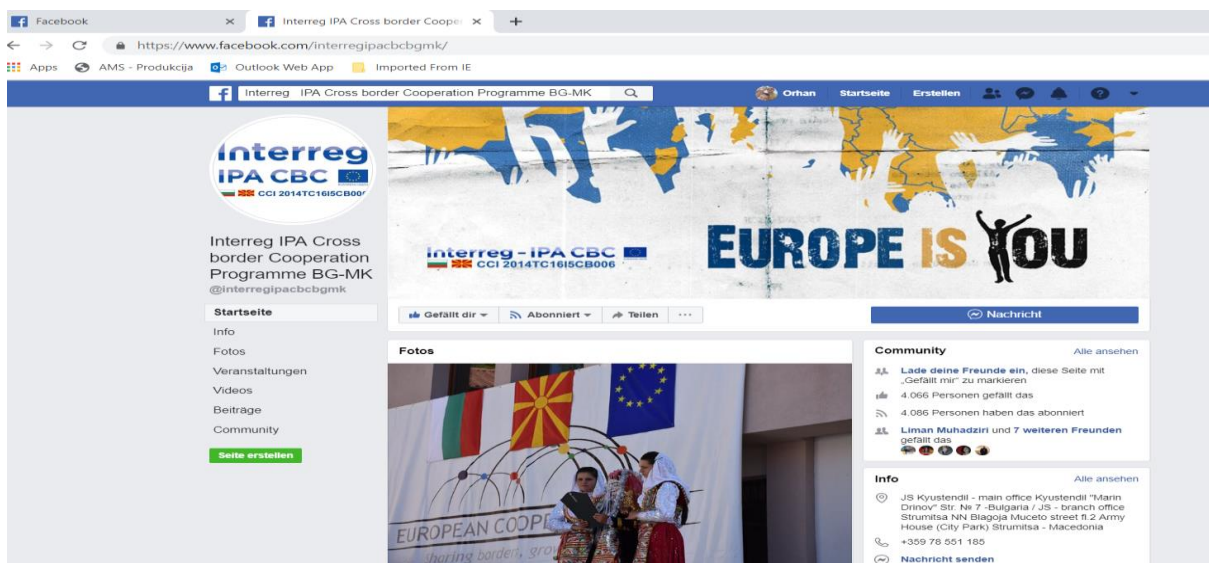 Facebook
Interreg IPA Cross border Cooper
https://www.facebook.com/interregipacbcbgmk/
Apps
AMS - Produkcija
Outlook Web App
Imported From IE
Interreg IPA Cross border Cooperation Programme BG-MK
Orhan
Startseite
Erstellen
Interreg
IPA CBC
CCI 2014TC16I5CB00
Interreg IPA Cross
border Cooperation
Programme BG-MK
@interregipacbcbgmk
Startseite
Info
Fotos
Veranstaltungen
Videos
Beiträge
Community
Seite erstellen
Interreg - IPA CBC
CCI 2014TC16I5CB006
EUROPE IS YOU
Gefällt dir
Abonniert
Teilen
Nachricht
Fotos
EUROPEAN COOPE
Sharing borders, grow
Community
Alle ansehen
Lade deine Freunde ein, diese Seite mit
„Gefällt mir“ zu markieren
4.066 Personen gefällt das
4.086 Personen haben das abonniert
Liman Muhadziri und 7 weiteren Freunden
gefällt das
Info
Alle ansehen
JS Kyustendil - main office Kyustendil "Marin
Drinov" Str. № 7 -Bulgaria / JS - branch office
Strumitsa NN Blagoja Muceto street fl.2 Army
House (City Park) Strumitsa - Macedonia
+359 78 551 185
Nachricht senden